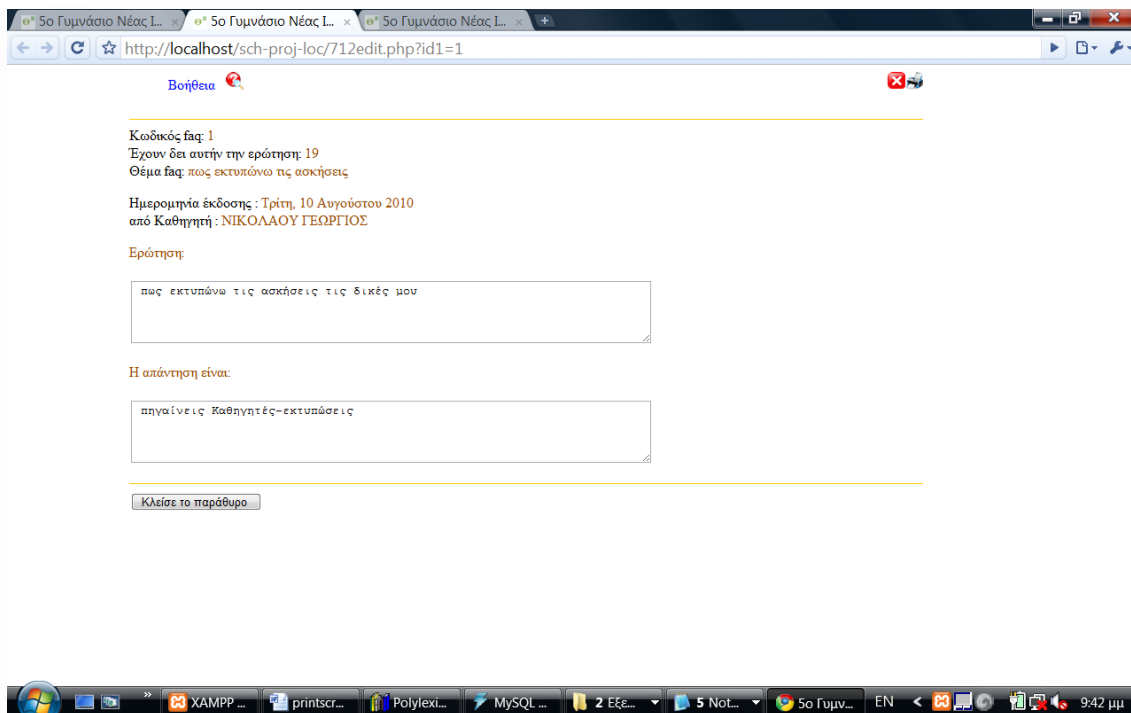 5ο Γυμνάσιο Νέας Ι... 5ο Γυμνάσιο Νέας Ι... 5ο Γυμνάσιο Νέας Ι...
http://localhost/sch-proj-loc/712edit.php?id1=1
Βοήθεια
Κωδικός faq: 1
Έχουν δει αυτήν την ερώτηση: 19
Θέμα faq: πως εκτυπώνω τις ασκήσεις
Ημερομηνία έκδοσης : Τρίτη, 10 Αυγούστου 2010
από Καθηγητή : ΝΙΚΟΛΑΟΥ ΓΕΩΡΓΙΟΣ
Ερώτηση:
πως εκτυπώνω τις ασκήσεις τις δικές μου
Η απάντηση είναι:
πηγαίνεις Καθηγητές-εκτυπώσεις
Κλείσε το παράθυρο
XAMPP ... printscr... Polylexi... MySQL ... 2 Εξε... 5 Not... 5ο Γυμν... EN 9:42 μμ